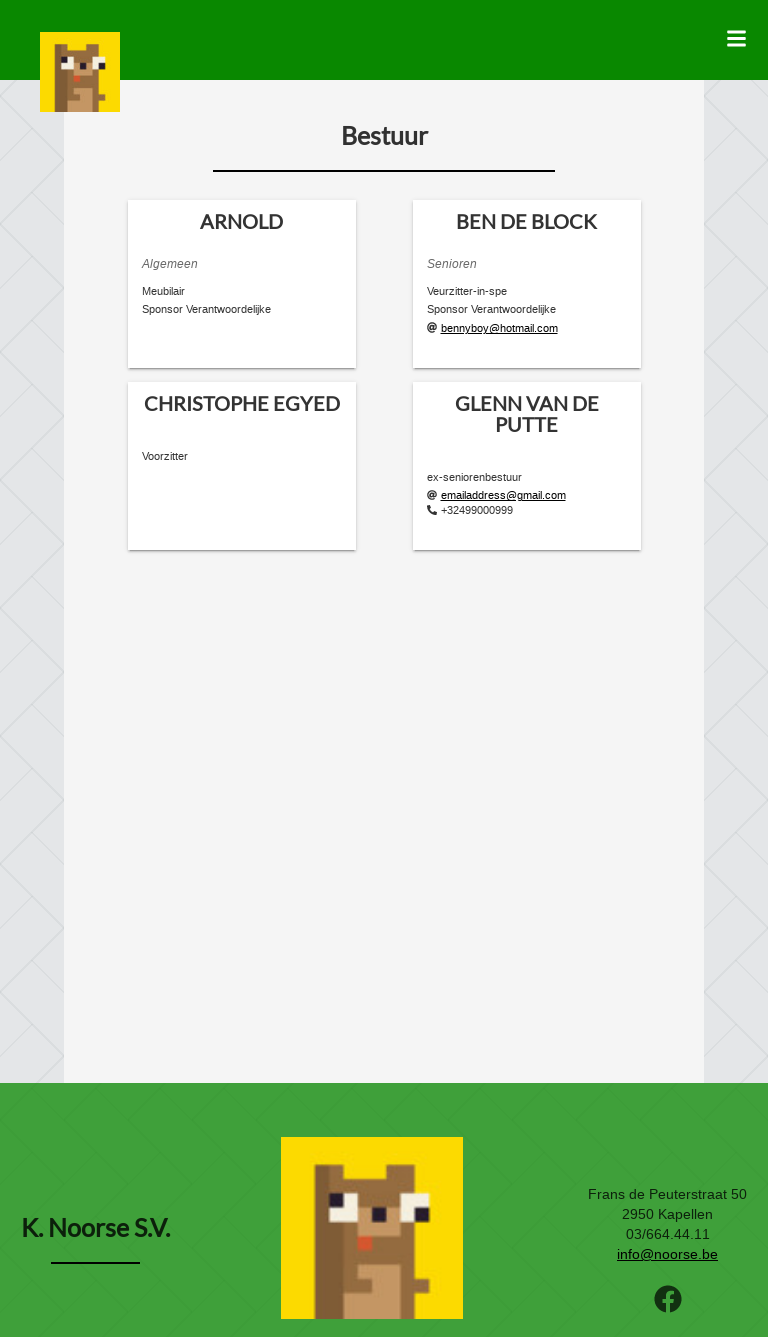 Bestuur
ARNOLD
Algemeen
Meubilair
Sponsor Verantwoordelijke
BEN DE BLOCK
Senioren
Veurzitter-in-spe
Sponsor Verantwoordelijke
bennyboy@hotmail.com
CHRISTOPHE EGYED
Voorzitter
GLENN VAN DE
PUTTE
ex-seniorenbestuur
emailaddress@gmail.com
+32499000999
K. Noorse S.V.
Frans de Peuterstraat 50
2950 Kapellen
03/664.44.11
info@noorse.be